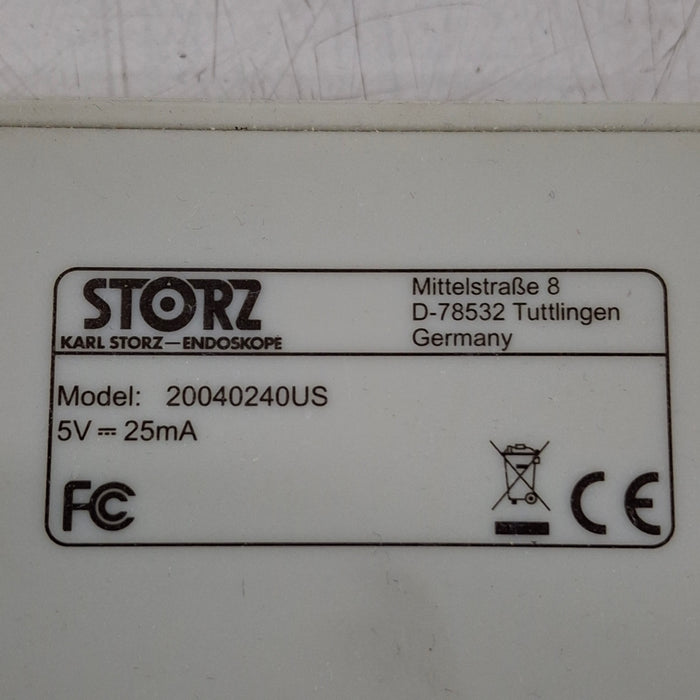 STORZ
KARL STORZ—ENDOSKOPE
Mittelstraße 8
D-78532 Tuttlingen
Germany
Model: 20040240US
5V ⎓ 25mA
FC
CE